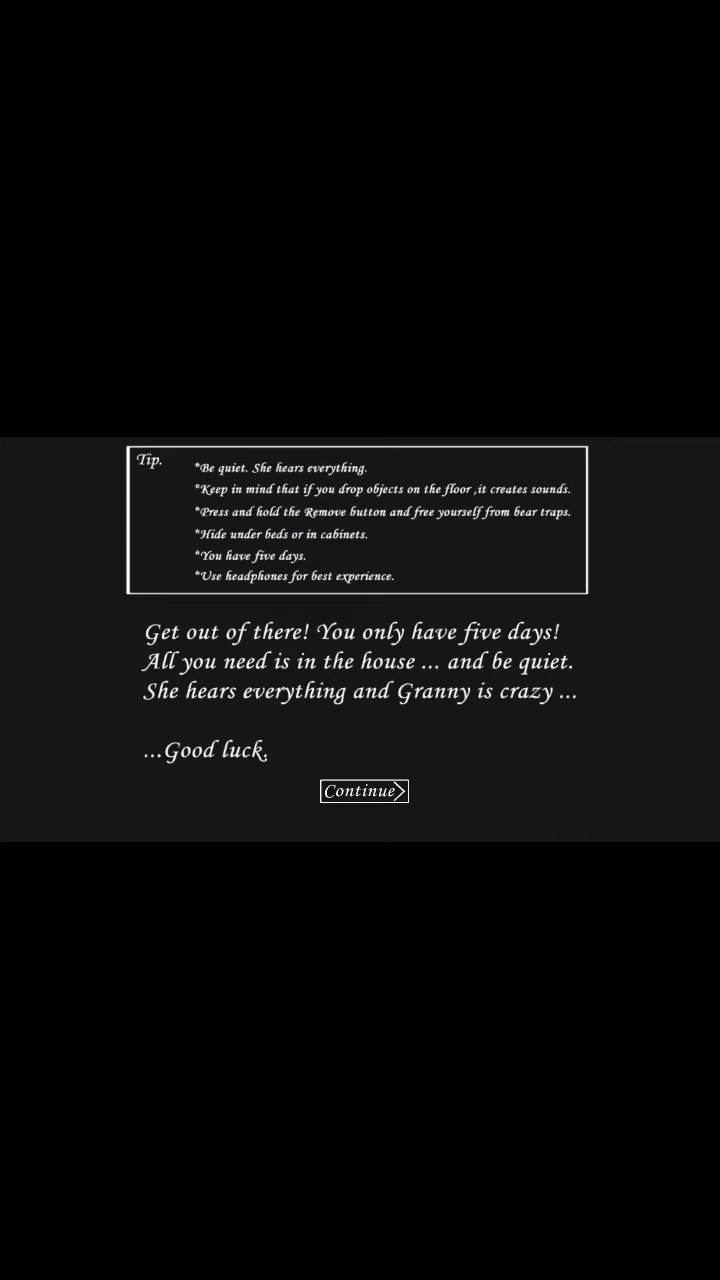 Tip.
*Be quiet. She hears everything.
*Keep in mind that if you drop objects on the floor ,it creates sounds.
*Press and hold the Remove button and free yourself from bear traps.
*Hide under beds or in cabinets.
*You have five days.
*Use headphones for best experience.
Get out of there! You only have five days!
All you need is in the house ... and be quiet.
She hears everything and Granny is crazy ...
...Good luck.
Continue